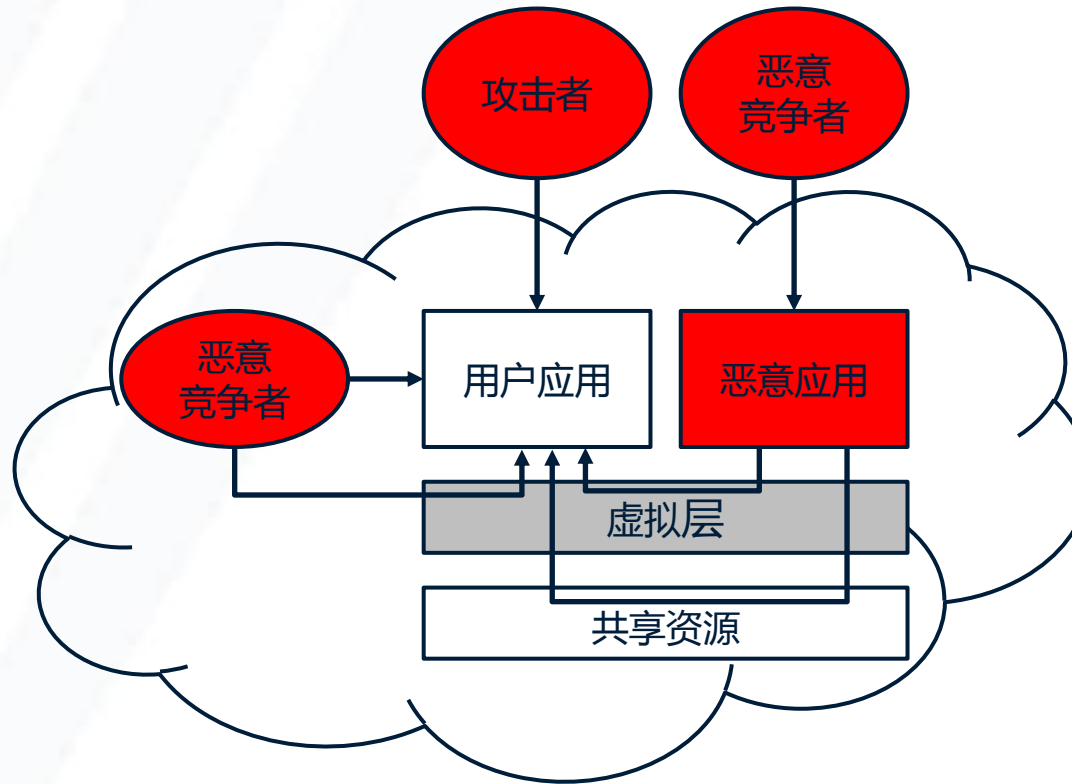 攻击者
恶意
竞争者
恶意
竞争者
用户应用
恶意应用
虚拟层
共享资源